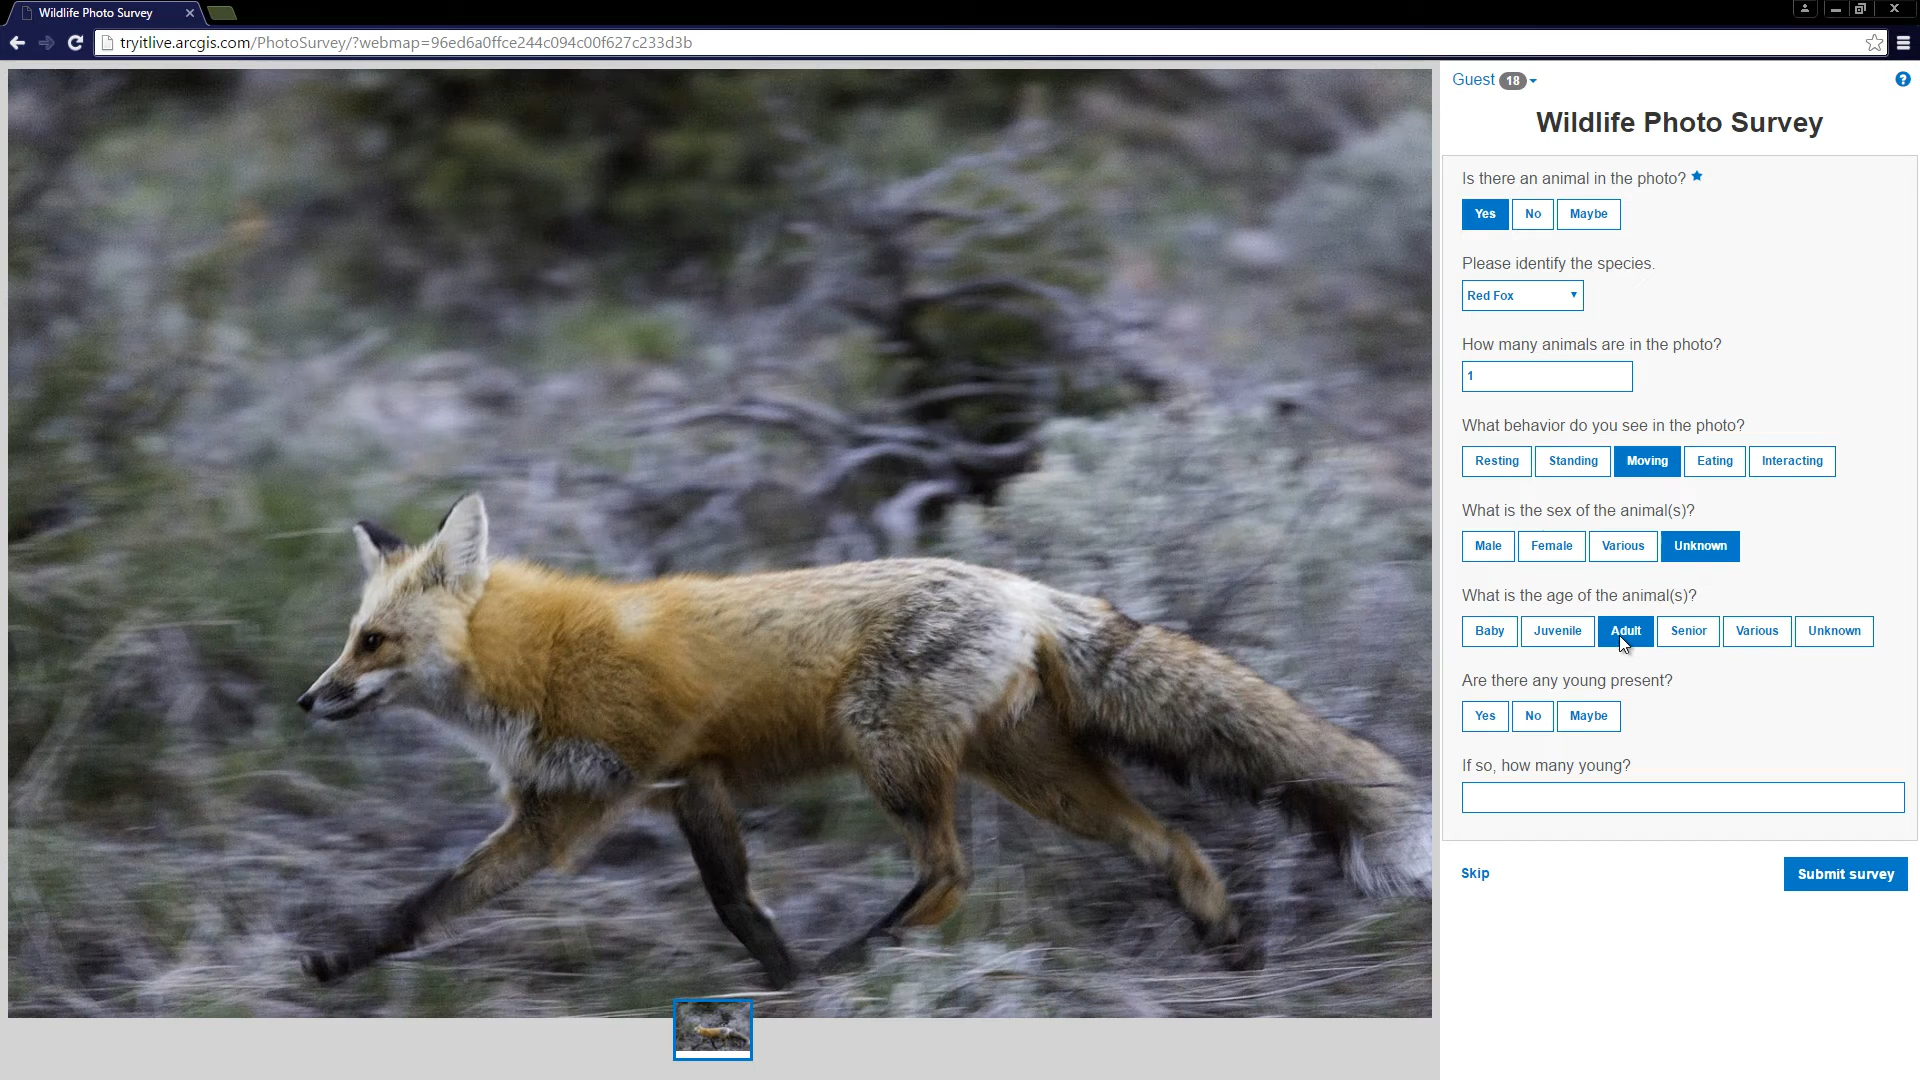 Wildlife Photo Survey
tryitlive.arcgis.com/PhotoSurvey/?webmap=96ed6a0ffce244c094c00f627c233d3b
Guest 18
Wildlife Photo Survey
Is there an animal in the photo?
Yes No Maybe
Please identify the species.
Red Fox
How many animals are in the photo?
1
What behavior do you see in the photo?
Resting Standing Moving Eating Interacting
What is the sex of the animal(s)?
Male Female Various Unknown
What is the age of the animal(s)?
Baby Juvenile Adult Senior Various Unknown
Are there any young present?
Yes No Maybe
If so, how many young?
Skip Submit survey